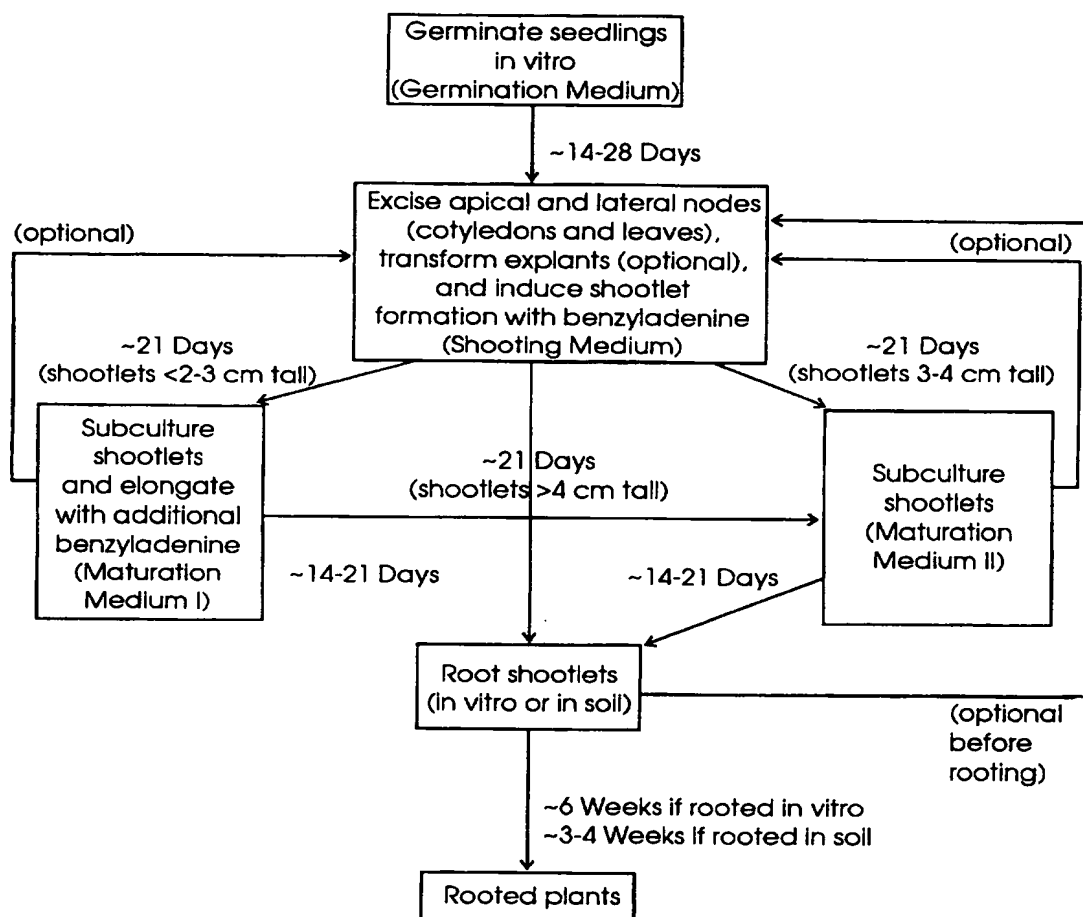 Germinate seedlings
in vitro
(Germination Medium)
~14-28 Days
Excise apical and lateral nodes
(cotyledons and leaves),
transform explants (optional),
and induce shootlet
formation with benzyladenine
(Shooting Medium)
(optional)
(optional)
~21 Days
(shootlets <2-3 cm tall)
~21 Days
(shootlets 3-4 cm tall)
Subculture
shootlets
and elongate
with additional
benzyladenine
(Maturation
Medium I)
~21 Days
(shootlets >4 cm tall)
Subculture
shootlets
(Maturation
Medium II)
~14-21 Days
~14-21 Days
Root shootlets
(in vitro or in soil)
(optional
before
rooting)
~6 Weeks if rooted in vitro
~3-4 Weeks if rooted in soil
Rooted plants